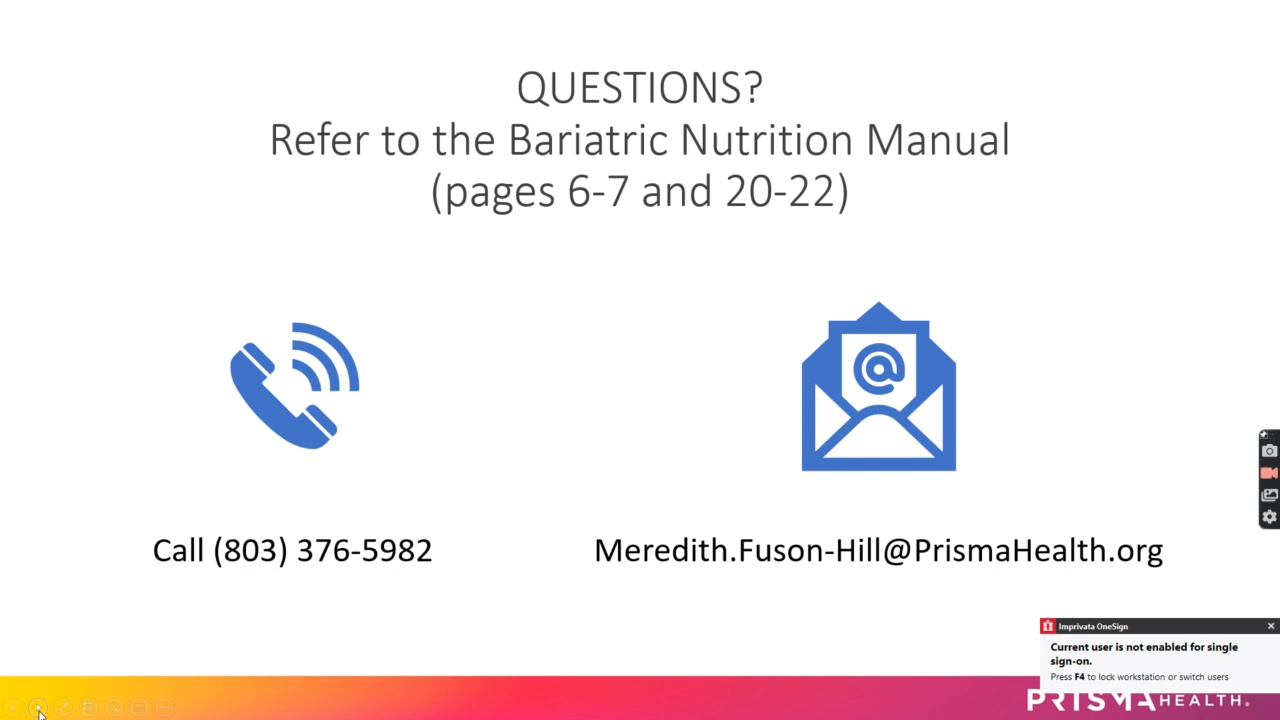 QUESTIONS?
Refer to the Bariatric Nutrition Manual
(pages 6-7 and 20-22)
@
Call (803) 376-5982
Meredith.Fuson-Hill@PrismaHealth.org
Imprivata OneSign
Current user is not enabled for single
sign-on.
Press F4 to lock workstation or switch users
PRISMA HEALTH.